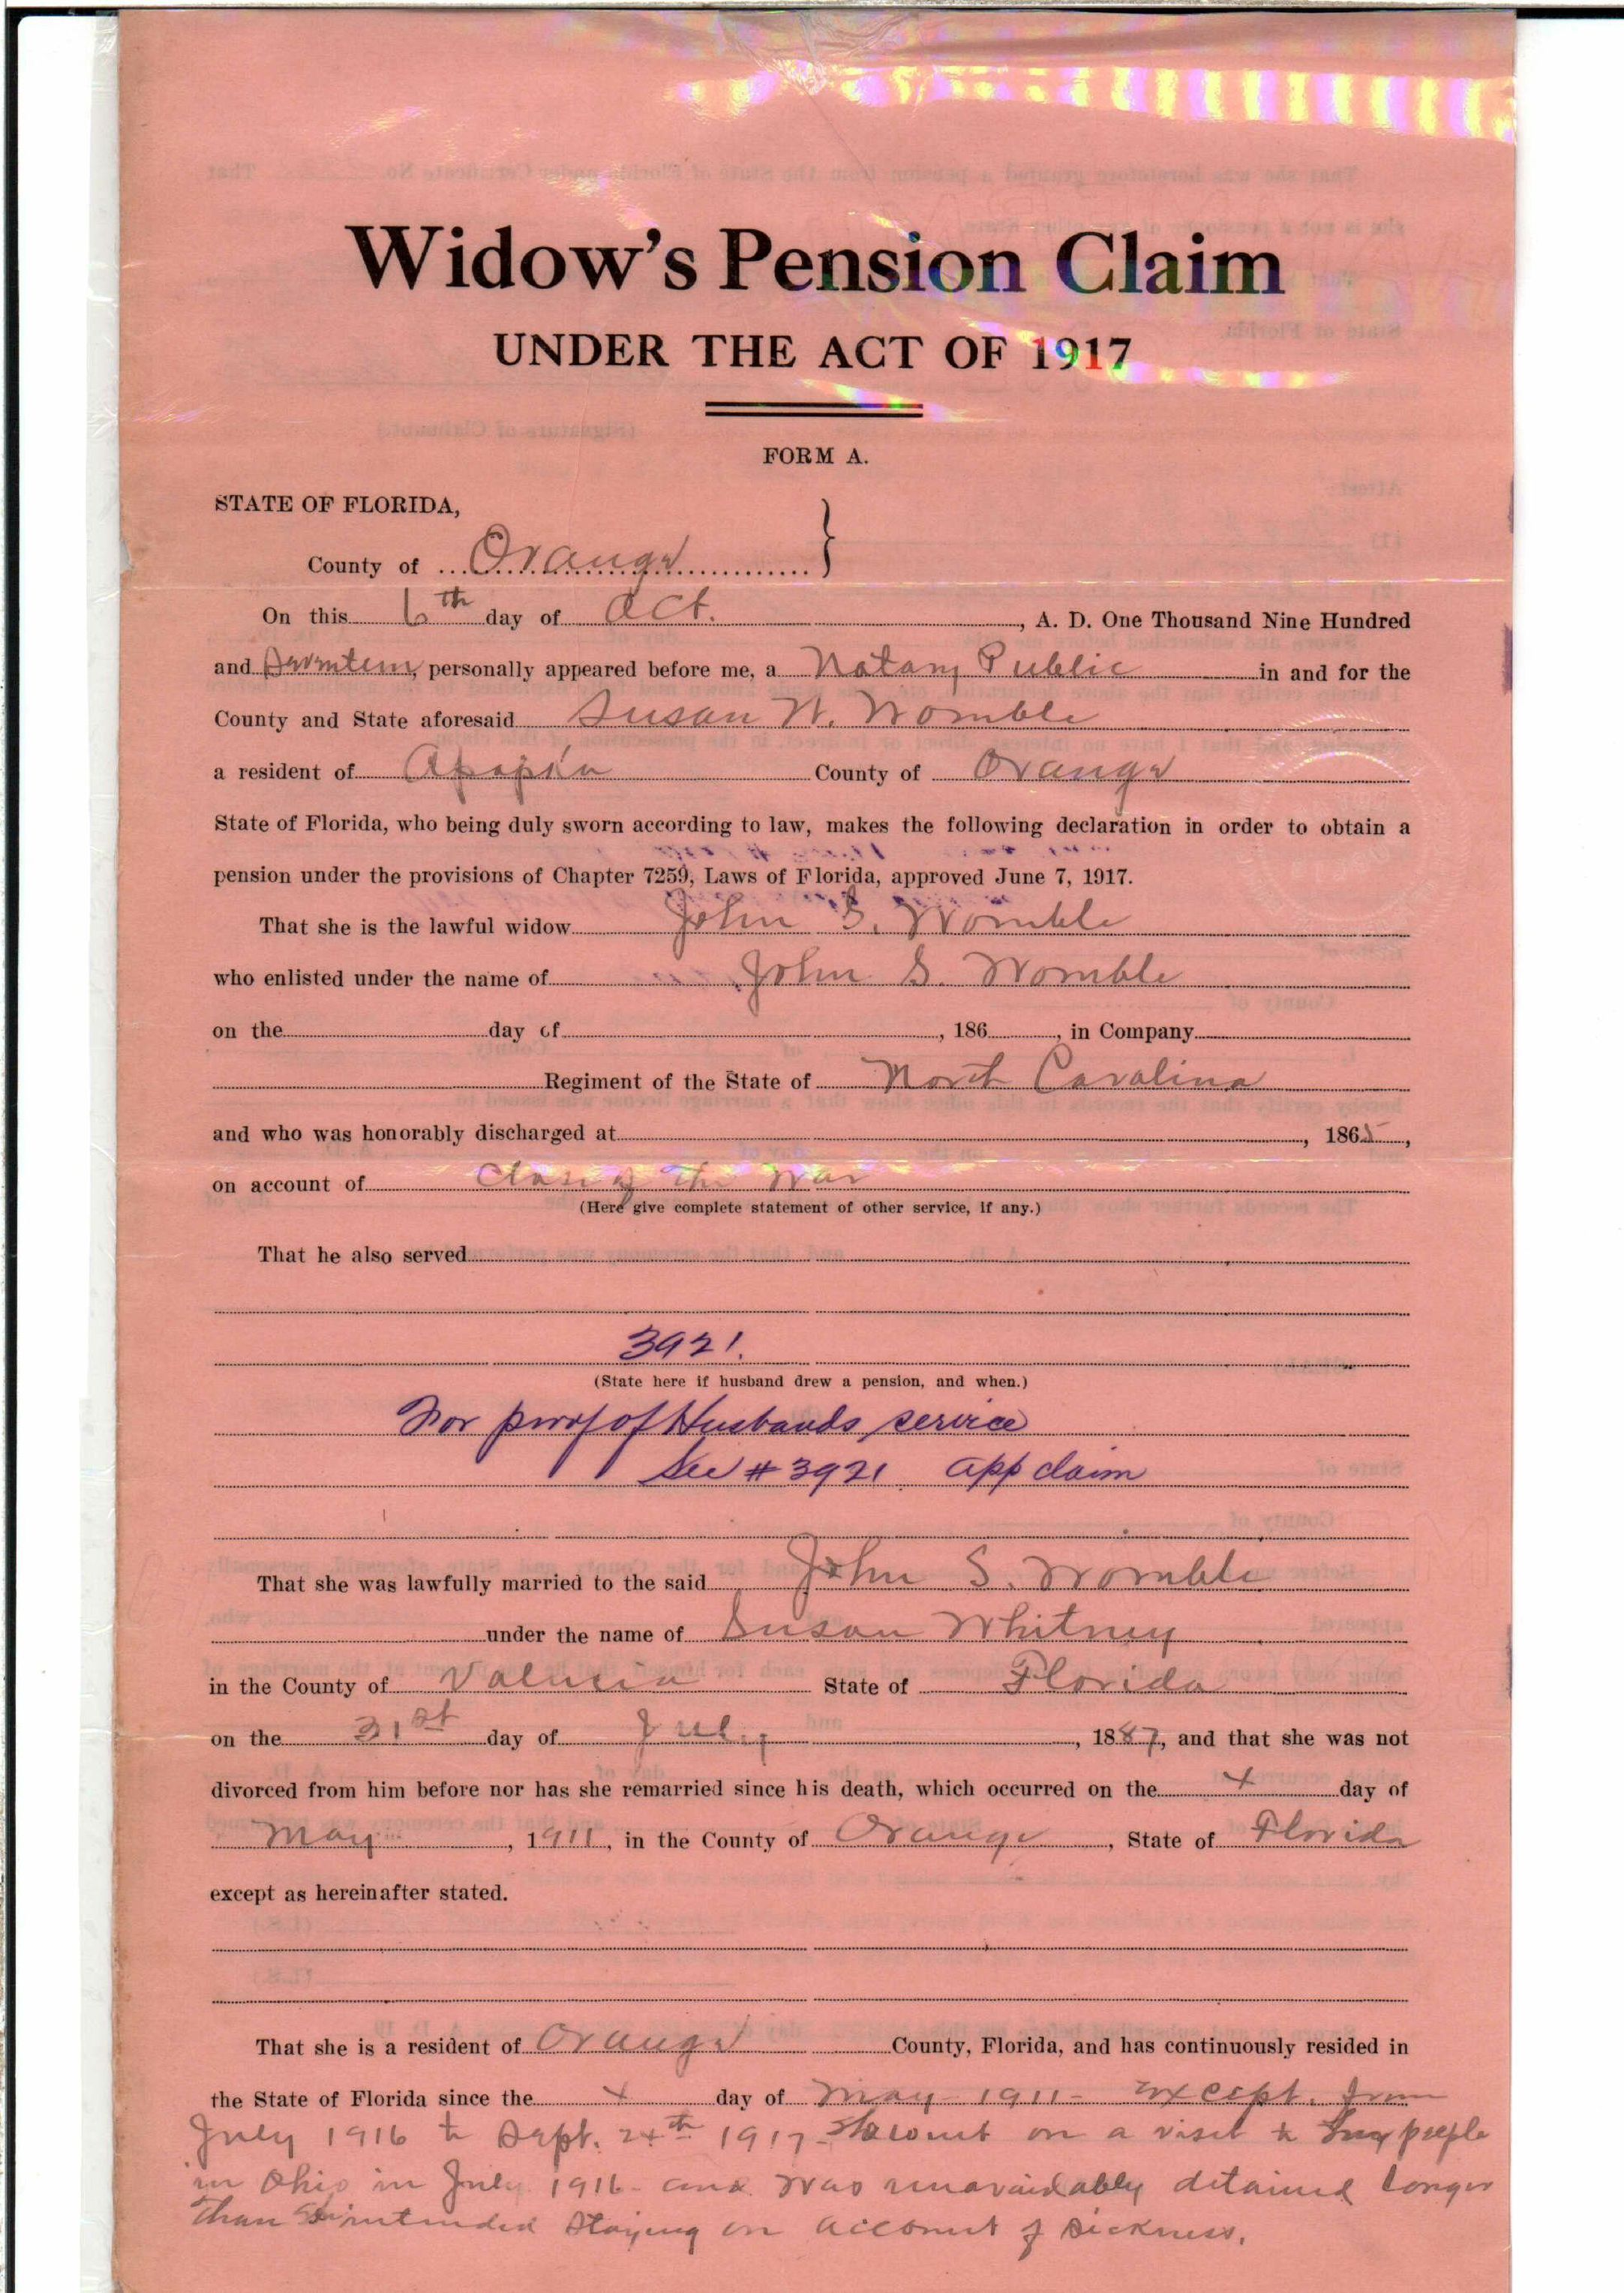 Widow's Pension Claim
UNDER THE ACT OF 1917
FORM A.
STATE OF FLORIDA,
County of Orange }
On this 6th day of Oct. , A. D. One Thousand Nine Hundred
and Seventeen, personally appeared before me, a Notary Public in and for the
County and State aforesaid Susan W. Womble
a resident of Apopka County of Orange
State of Florida, who being duly sworn according to law, makes the following declaration in order to obtain a
pension under the provisions of Chapter 7259, Laws of Florida, approved June 7, 1917.
That she is the lawful widow John S. Womble
who enlisted under the name of John S. Womble
on the day of , 186 , in Company
Regiment of the State of North Carolina
and who was honorably discharged at , 1865,
on account of Close of the War
(Here give complete statement of other service, if any.)
That he also served
3921.
(State here if husband drew a pension, and when.)
For proof of Husbands service
See # 3921 App claim
That she was lawfully married to the said John S. Womble
under the name of Susan Whitney
in the County of Valusia State of Florida
on the 31st day of July , 1887, and that she was not
divorced from him before nor has she remarried since his death, which occurred on the 4 day of
May , 1911, in the County of Orange , State of Florida
except as hereinafter stated.
That she is a resident of Orange County, Florida, and has continuously resided in
the State of Florida since the 4 day of May 1911 - except. from
July 1916 to Sept. 24th 1917 - She went on a visit to her people
in Ohio in July 1916 - and was unavoidably detained longer
than she intended staying on account of sickness.